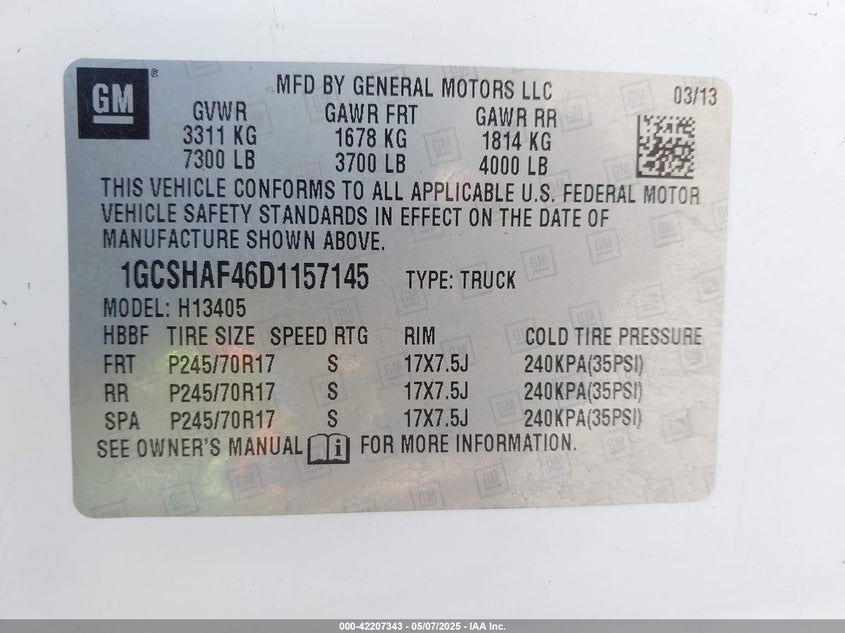 GM
®
MFD BY GENERAL MOTORS LLC
03/13
GVWR GAWR FRT GAWR RR
3311 KG 1678 KG 1814 KG
7300 LB 3700 LB 4000 LB
THIS VEHICLE CONFORMS TO ALL APPLICABLE U.S. FEDERAL MOTOR
VEHICLE SAFETY STANDARDS IN EFFECT ON THE DATE OF
MANUFACTURE SHOWN ABOVE.
1GCSHAF46D1157145 TYPE: TRUCK
MODEL: H13405
HBBF TIRE SIZE SPEED RTG RIM COLD TIRE PRESSURE
FRT P245/70R17 S 17X7.5J 240KPA(35PSI)
RR P245/70R17 S 17X7.5J 240KPA(35PSI)
SPA P245/70R17 S 17X7.5J 240KPA(35PSI)
SEE OWNER'S MANUAL i FOR MORE INFORMATION.
000-42207343 — 05/07/2025 - IAA Inc.